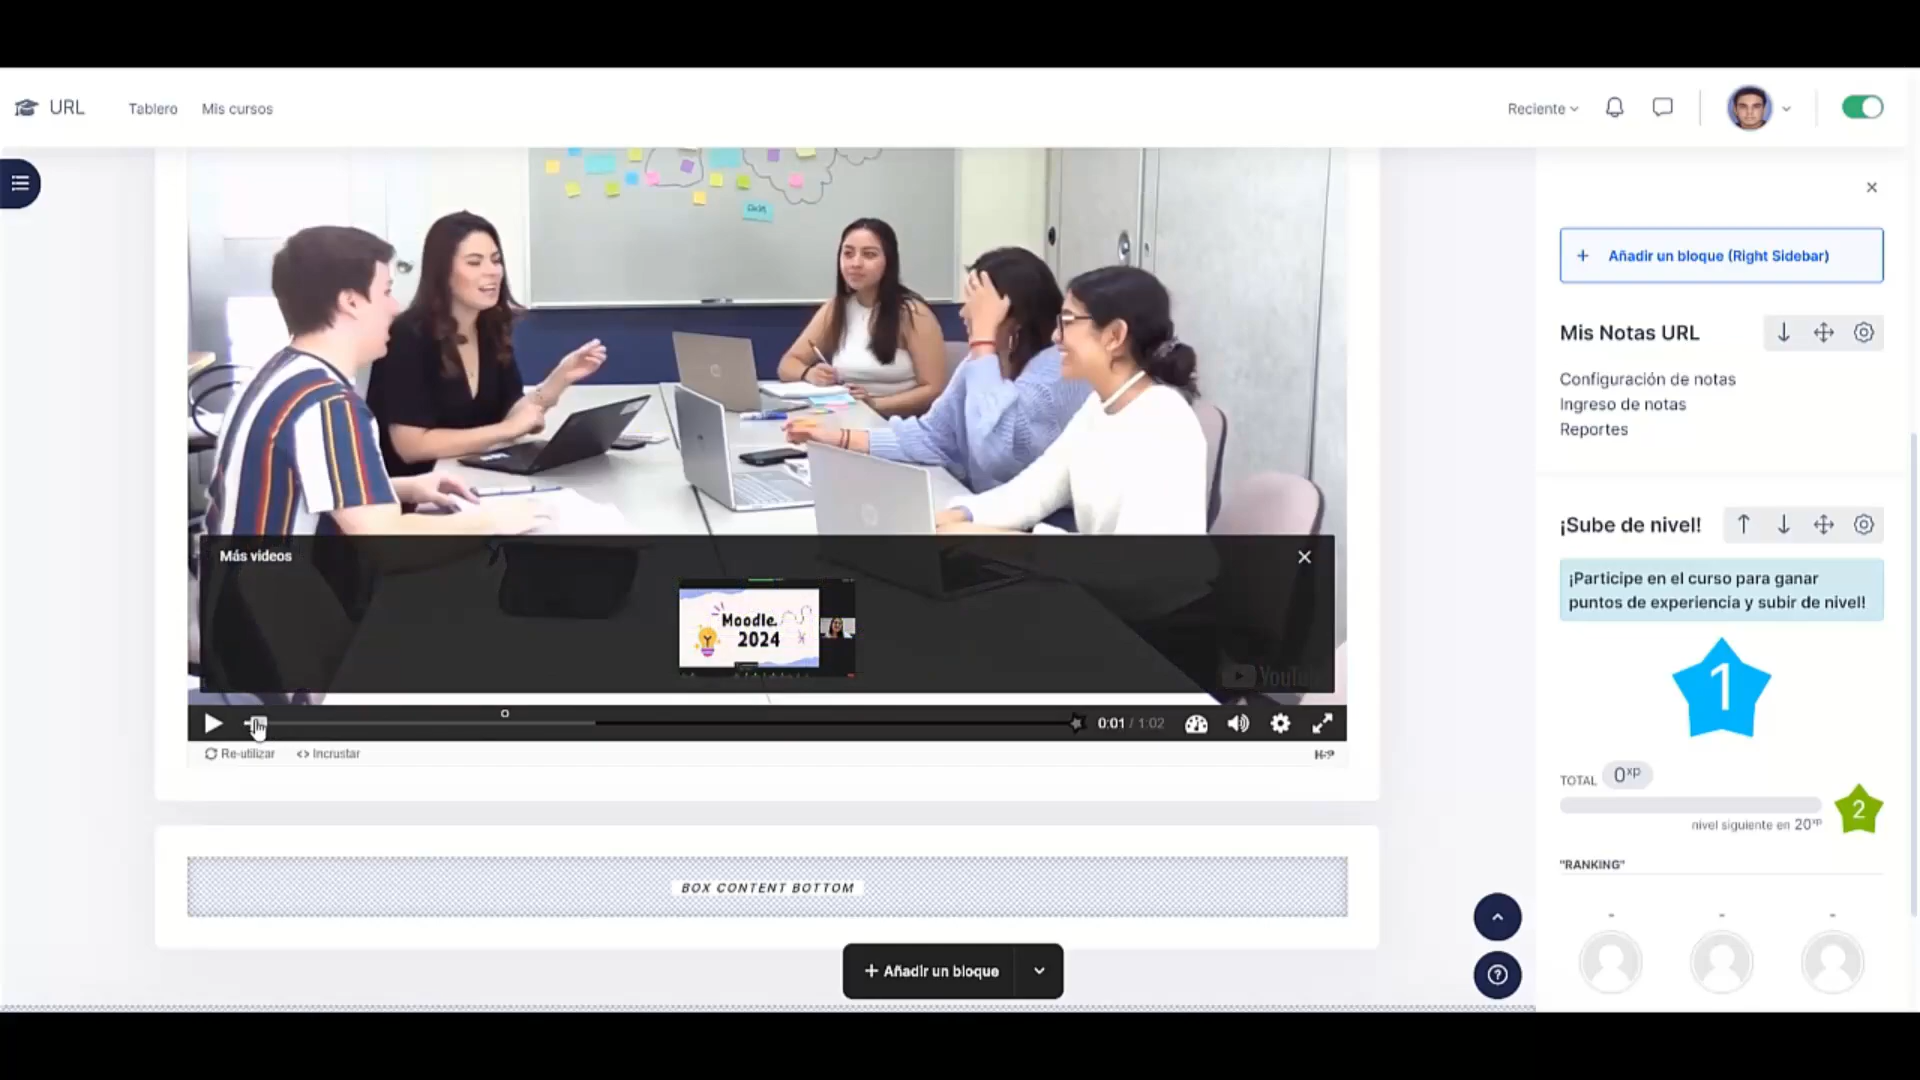 URL
Tablero
Mis cursos
Reciente
Añadir un bloque (Right Sidebar)
Mis Notas URL
Configuración de notas
Ingreso de notas
Reportes
¡Sube de nivel!
¡Participe en el curso para ganar
puntos de experiencia y subir de nivel!
1
TOTAL 0xp
2
nivel siguiente en 20xp
"RANKING"
-
-
-
Más videos
Moodle.
2024
YouTube
0:01 / 1:02
Re-utilizar
<> Incrustar
H5P
BOX CONTENT BOTTOM
+ Añadir un bloque